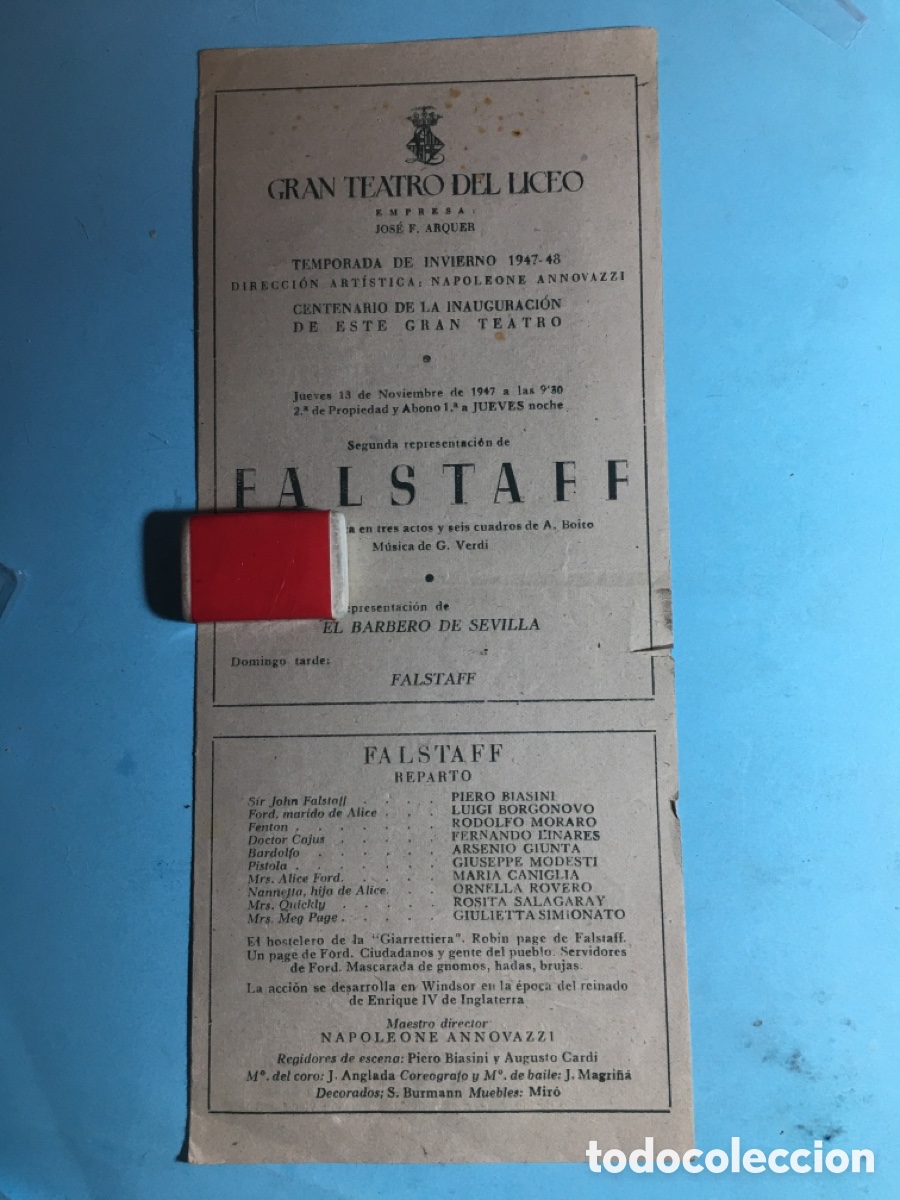 GRAN TEATRO DEL LICEO
EMPRESA:
JOSÉ F. ARQUER
TEMPORADA DE INVIERNO 1947-48
DIRECCIÓN ARTÍSTICA: NAPOLEONE ANNOVAZZI
CENTENARIO DE LA INAUGURACIÓN
DE ESTE GRAN TEATRO
Jueves 13 de Noviembre de 1947 a las 9'30
2.ª de Propiedad y Abono 1.ª a JUEVES noche
Segunda representación de
FALSTAFF
en tres actos y seis cuadros de A. Boito
Música de G. Verdi
de
EL BARBERO DE SEVILLA
Domingo tarde:
FALSTAFF
FALSTAFF
REPARTO
Sir John Falstaff . . . . PIERO BIASINI
Ford, marido de Alice . . . LUIGI BORGONOVO
Fenton . . . . . . . RODOLFO MORARO
Doctor Cajus . . . . . FERNANDO LINARES
Bardolfo . . . . . . ARSENIO GIUNTA
Pistola . . . . . . . GIUSEPPE MODESTI
Mrs. Alice Ford. . . . . MARIA CANIGLIA
Nannetta, hija de Alice. . . ORNELLA ROVERO
Mrs. Quickly . . . . . ROSITA SALAGARAY
Mrs. Meg Page . . . . . GIULIETTA SIMIONATO
El hostelero de la "Giarrettiera". Robin page de Falstaff.
Un page de Ford. Ciudadanos y gente del pueblo. Servidores
de Ford. Mascarada de gnomos, hadas, brujas.
La acción se desarrolla en Windsor en la época del reinado
de Enrique IV de Inglaterra
Maestro director
NAPOLEONE ANNOVAZZI
Regidores de escena: Piero Biasini y Augusto Cardi
Mº. del coro: J. Anglada Coreografo y Mº. de baile: J. Magriñá
Decorados; S. Burmann Muebles: Miró
todocoleccion